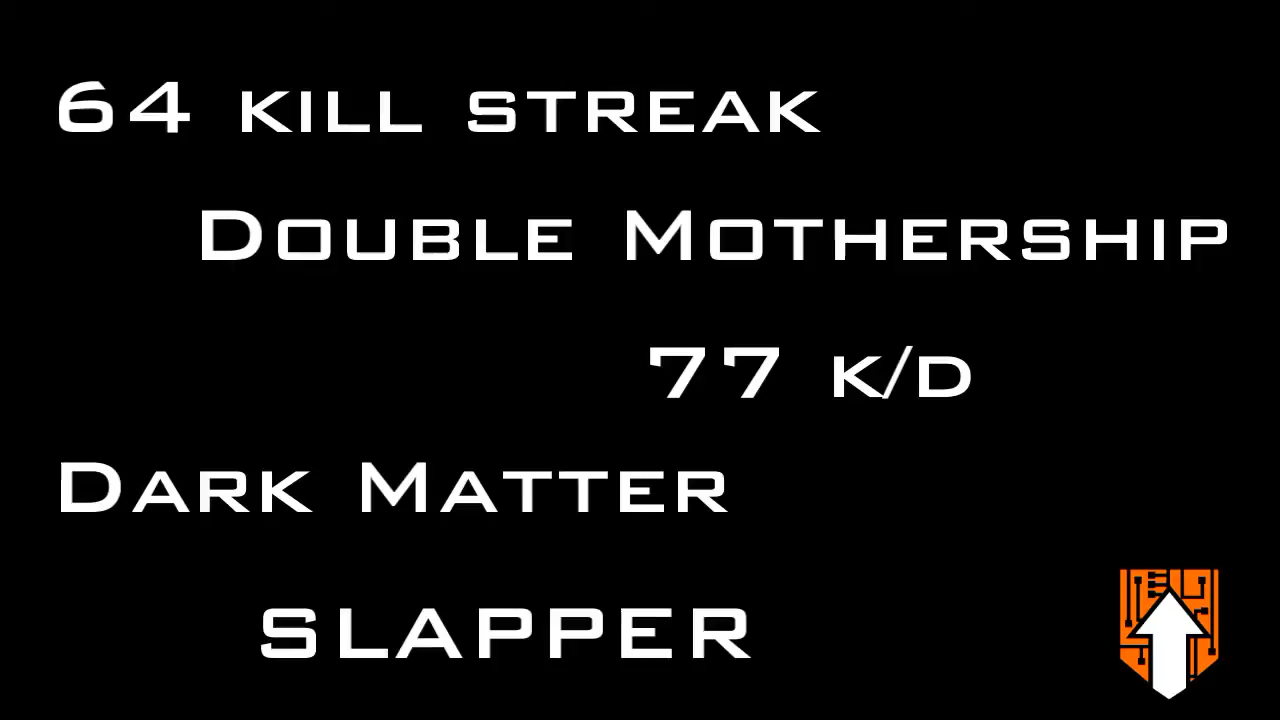 64 KILL STREAK
DOUBLE MOTHERSHIP
77 K/D
DARK MATTER
SLAPPER